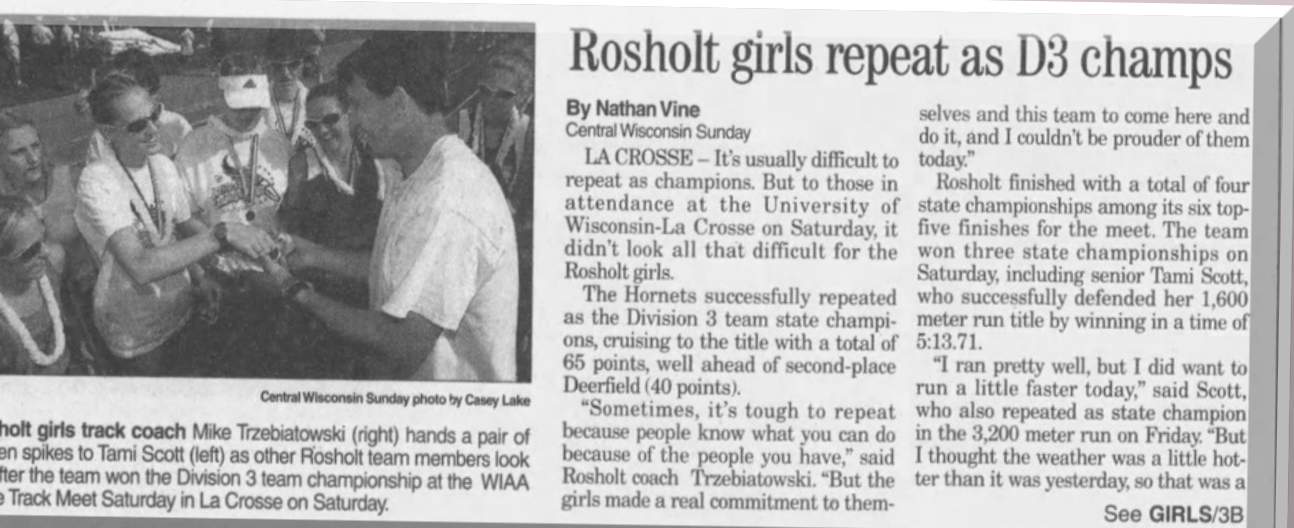 Rosholt girls repeat as D3 champs
By Nathan Vine
Central Wisconsin Sunday
LA CROSSE – It's usually difficult to
repeat as champions. But to those in
attendance at the University of
Wisconsin-La Crosse on Saturday, it
didn't look all that difficult for the
Rosholt girls.
The Hornets successfully repeated
as the Division 3 team state champi-
ons, cruising to the title with a total of
65 points, well ahead of second-place
Deerfield (40 points).
“Sometimes, it's tough to repeat
because people know what you can do
because of the people you have,” said
Rosholt coach Trzebiatowski. “But the
girls made a real commitment to them-
selves and this team to come here and
do it, and I couldn't be prouder of them
today.”
Rosholt finished with a total of four
state championships among its six top-
five finishes for the meet. The team
won three state championships on
Saturday, including senior Tami Scott,
who successfully defended her 1,600
meter run title by winning in a time of
5:13.71.
“I ran pretty well, but I did want to
run a little faster today,” said Scott,
who also repeated as state champion
in the 3,200 meter run on Friday. “But
I thought the weather was a little hot-
ter than it was yesterday, so that was a
See GIRLS/3B
Central Wisconsin Sunday photo by Casey Lake
holt girls track coach Mike Trzebiatowski (right) hands a pair of
en spikes to Tami Scott (left) as other Rosholt team members look
fter the team won the Division 3 team championship at the WIAA
e Track Meet Saturday in La Crosse on Saturday.